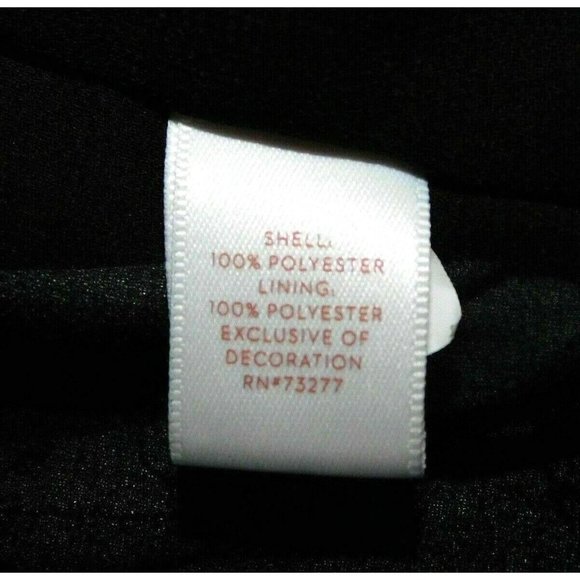 SHELL:
100% POLYESTER
LINING:
100% POLYESTER
EXCLUSIVE OF
DECORATION
RN#73277